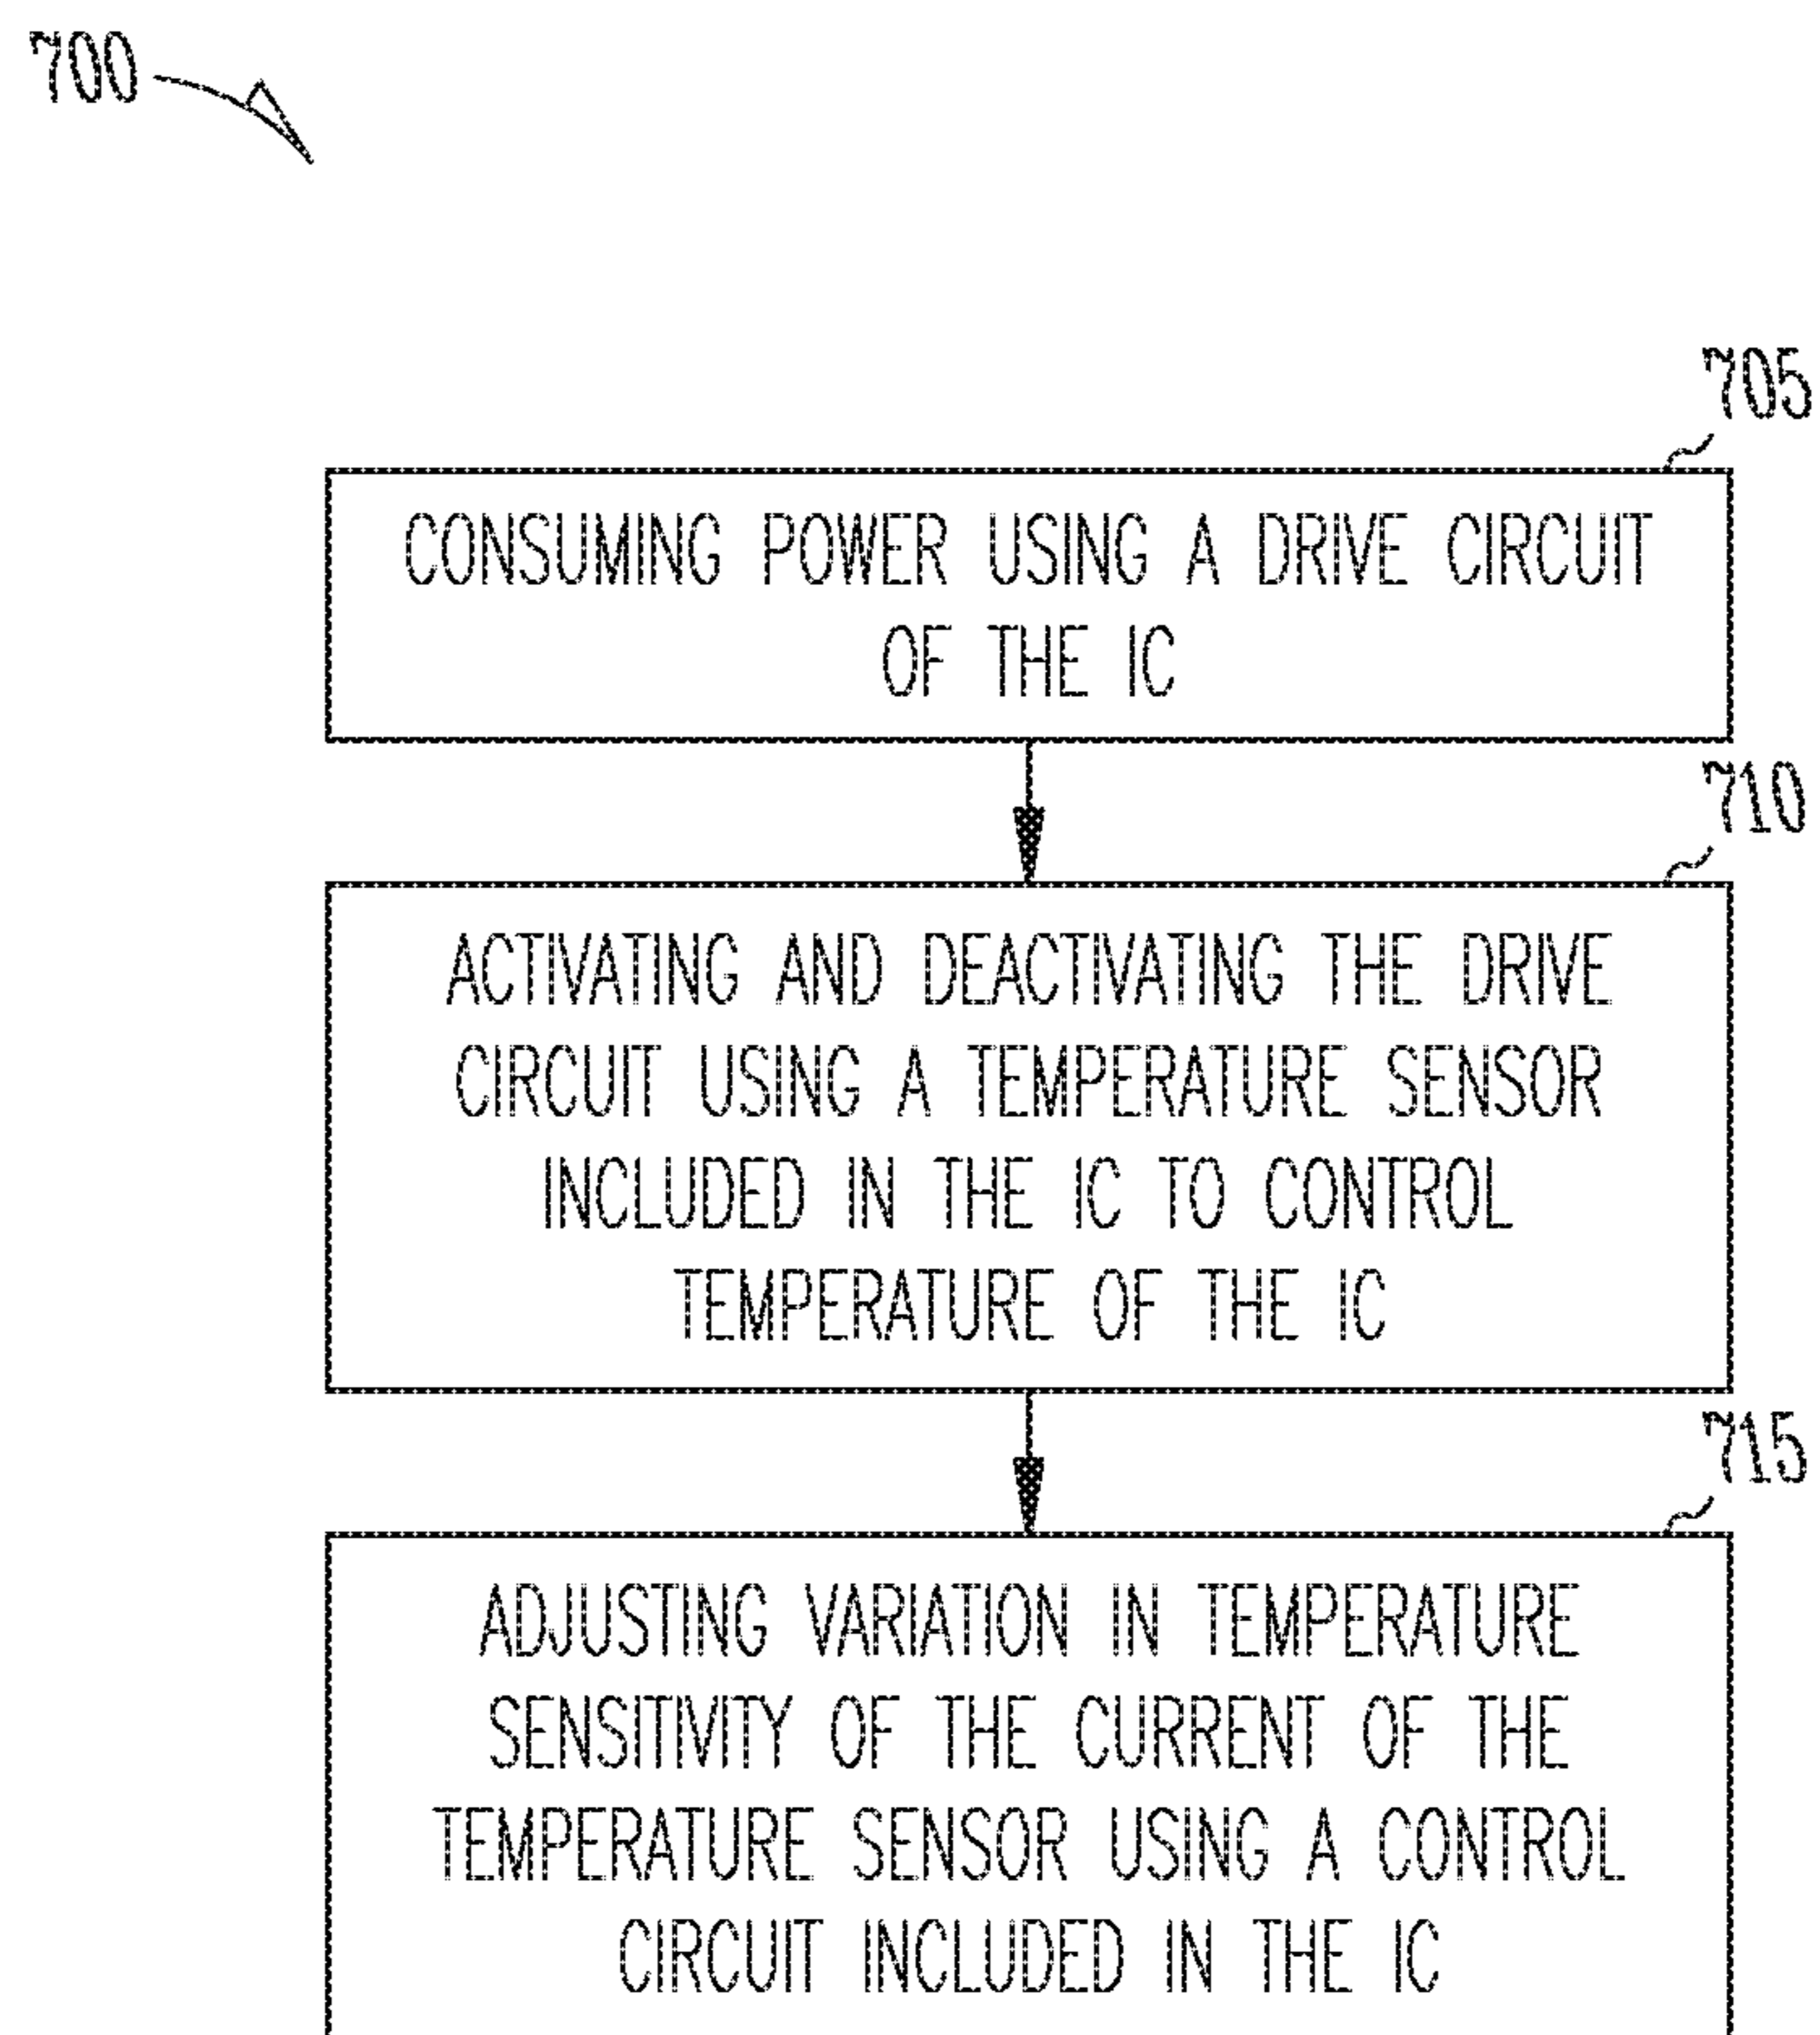 700
705
CONSUMING POWER USING A DRIVE CIRCUIT
OF THE IC
710
ACTIVATING AND DEACTIVATING THE DRIVE
CIRCUIT USING A TEMPERATURE SENSOR
INCLUDED IN THE IC TO CONTROL
TEMPERATURE OF THE IC
715
ADJUSTING VARIATION IN TEMPERATURE
SENSITIVITY OF THE CURRENT OF THE
TEMPERATURE SENSOR USING A CONTROL
CIRCUIT INCLUDED IN THE IC